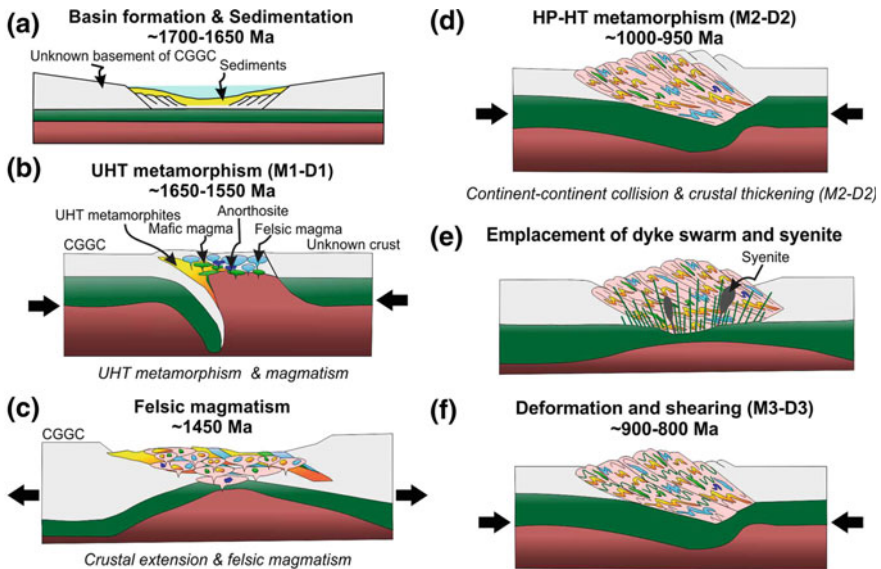 (a)
Basin formation & Sedimentation
~1700-1650 Ma
Unknown basement of CGGC
Sediments
(b)
UHT metamorphism (M1-D1)
~1650-1550 Ma
UHT metamorphites
Mafic magma
Anorthosite
Felsic magma
CGGC
Unknown crust
UHT metamorphism & magmatism
(c)
Felsic magmatism
~1450 Ma
CGGC
Crustal extension & felsic magmatism
(d)
HP-HT metamorphism (M2-D2)
~1000-950 Ma
Continent-continent collision & crustal thickening (M2-D2)
(e)
Emplacement of dyke swarm and syenite
Syenite
(f)
Deformation and shearing (M3-D3)
~900-800 Ma